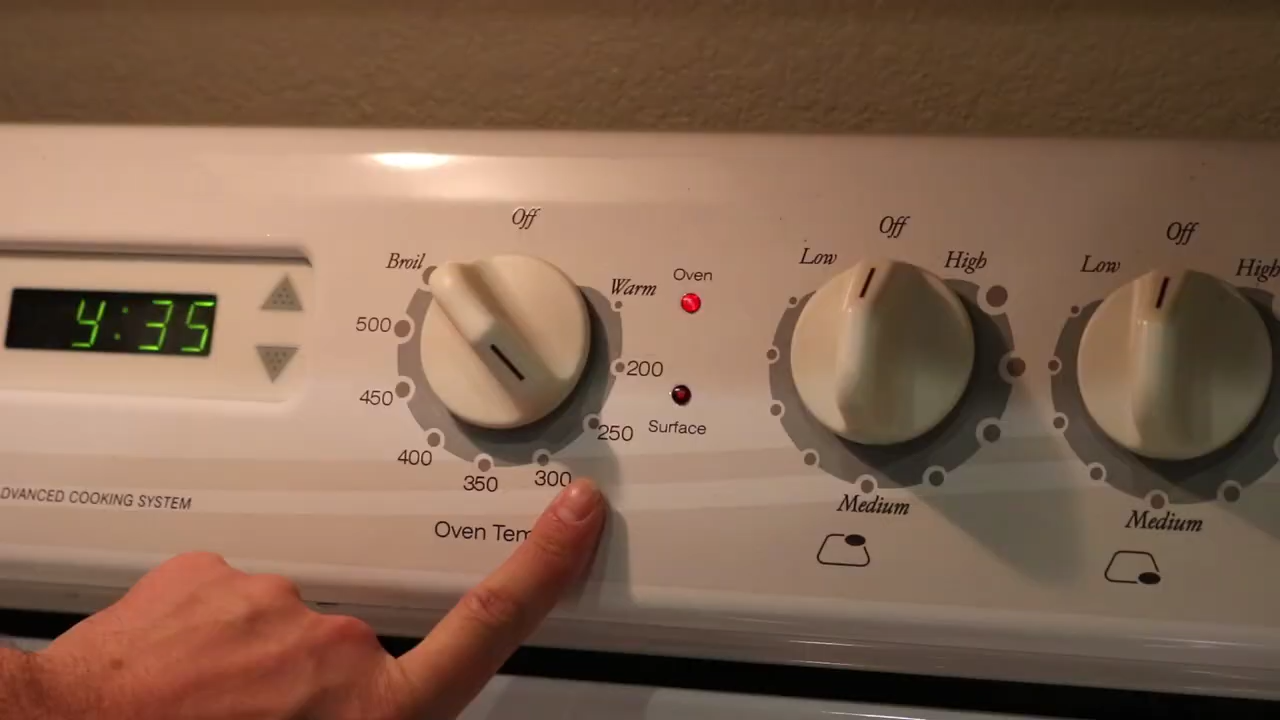 4:35
ADVANCED COOKING SYSTEM
Off
Broil
Warm
500
200
450
250
400
350
300
Oven Tem
Oven
Surface
Off
Low
High
Medium
Off
Low
High
Medium